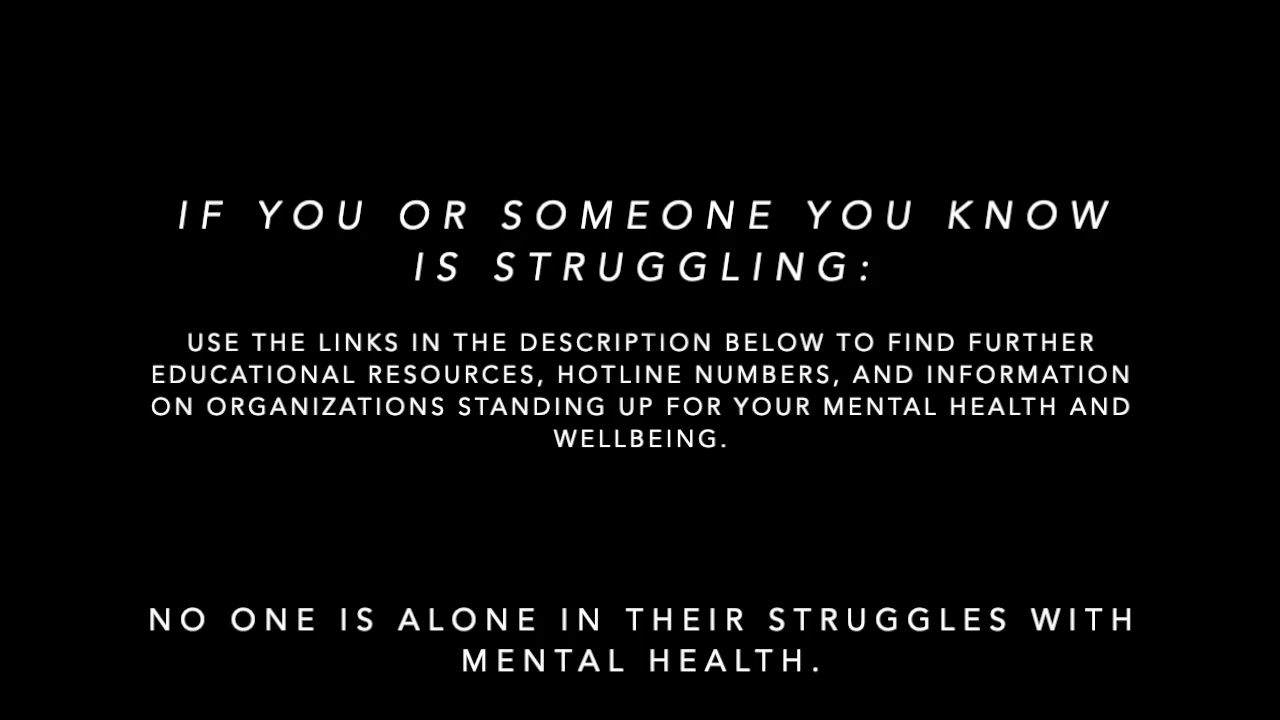 IF YOU OR SOMEONE YOU KNOW
IS STRUGGLING:
USE THE LINKS IN THE DESCRIPTION BELOW TO FIND FURTHER
EDUCATIONAL RESOURCES, HOTLINE NUMBERS, AND INFORMATION
ON ORGANIZATIONS STANDING UP FOR YOUR MENTAL HEALTH AND
WELLBEING.
NO ONE IS ALONE IN THEIR STRUGGLES WITH
MENTAL HEALTH.